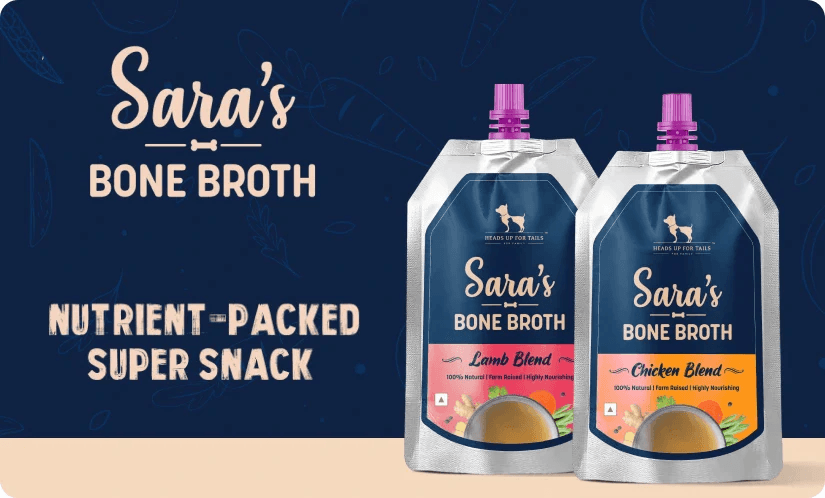 Sara's
BONE BROTH
NUTRIENT-PACKED
SUPER SNACK
HEADS UP FOR TAILS
Sara's
BONE BROTH
Lamb Blend
100% Natural | Farm Raised | Highly Nourishing
HEADS UP FOR TAILS
Sara's
BONE BROTH
Chicken Blend
100% Natural | Farm Raised | Highly Nourishing